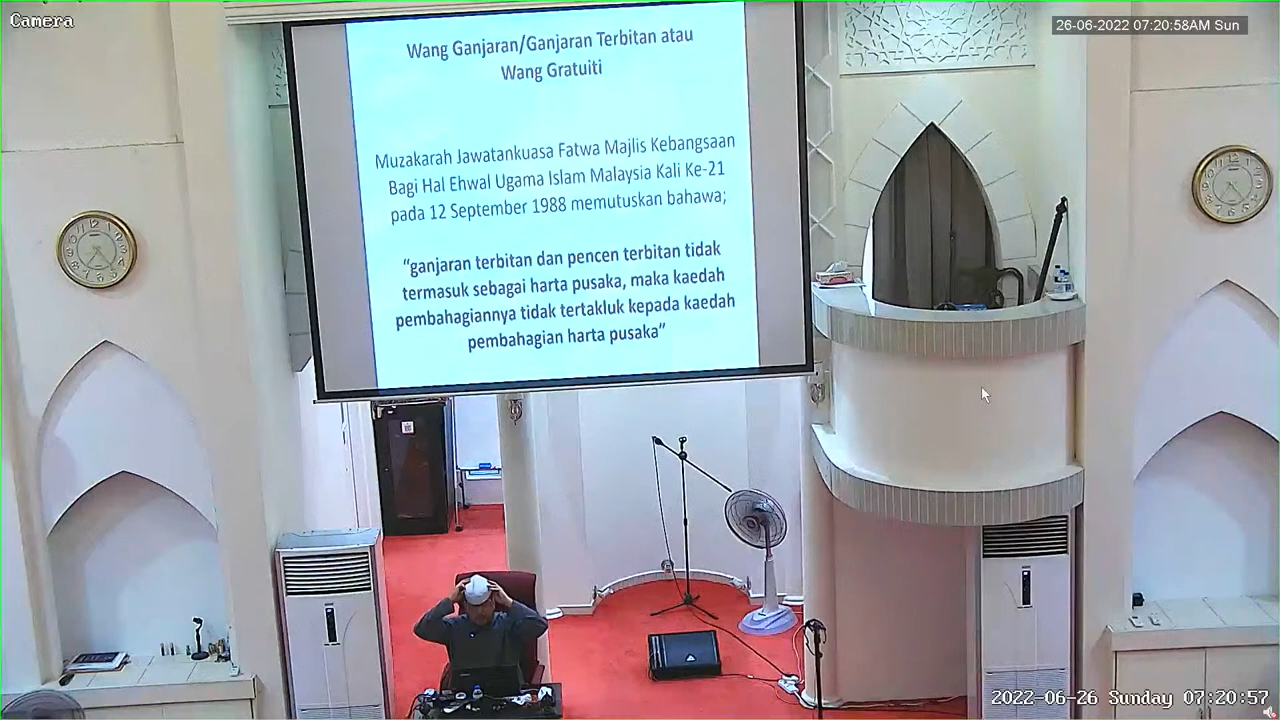 Camera
26-06-2022 07:20:58AM Sun
Wang Ganjaran/Ganjaran Terbitan atau
Wang Gratuiti
Muzakarah Jawatankuasa Fatwa Majlis Kebangsaan
Bagi Hal Ehwal Ugama Islam Malaysia Kali Ke-21
pada 12 September 1988 memutuskan bahawa;
“ganjaran terbitan dan pencen terbitan tidak
termasuk sebagai harta pusaka, maka kaedah
pembahagiannya tidak tertakluk kepada kaedah
pembahagian harta pusaka”
2022-06-26 Sunday 07:20:57